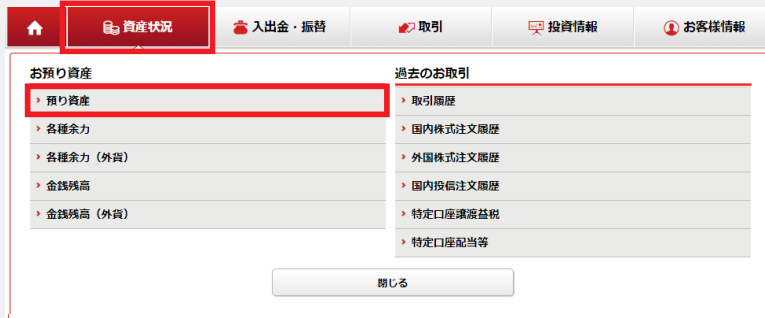 資産状況
入出金・振替
取引
投資情報
お客様情報
お預り資産
預り資産
各種余力
各種余力（外貨）
金銭残高
金銭残高（外貨）
過去のお取引
取引履歴
国内株式注文履歴
外国株式注文履歴
国内投信注文履歴
特定口座譲渡益税
特定口座配当等
閉じる